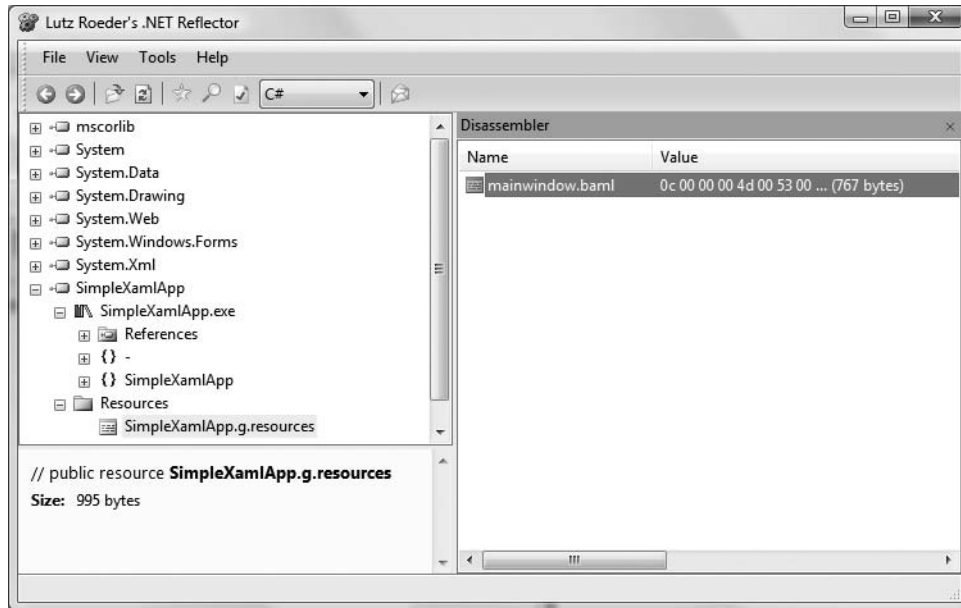 Lutz Roeder's .NET Reflector
File View Tools Help
C#
mscorlib
System
System.Data
System.Drawing
System.Web
System.Windows.Forms
System.Xml
SimpleXamlApp
SimpleXamlApp.exe
References
{} -
{} SimpleXamlApp
Resources
SimpleXamlApp.g.resources
// public resource SimpleXamlApp.g.resources
Size: 995 bytes
Disassembler
Name Value
mainwindow.baml 0c 00 00 00 4d 00 53 00 ... (767 bytes)